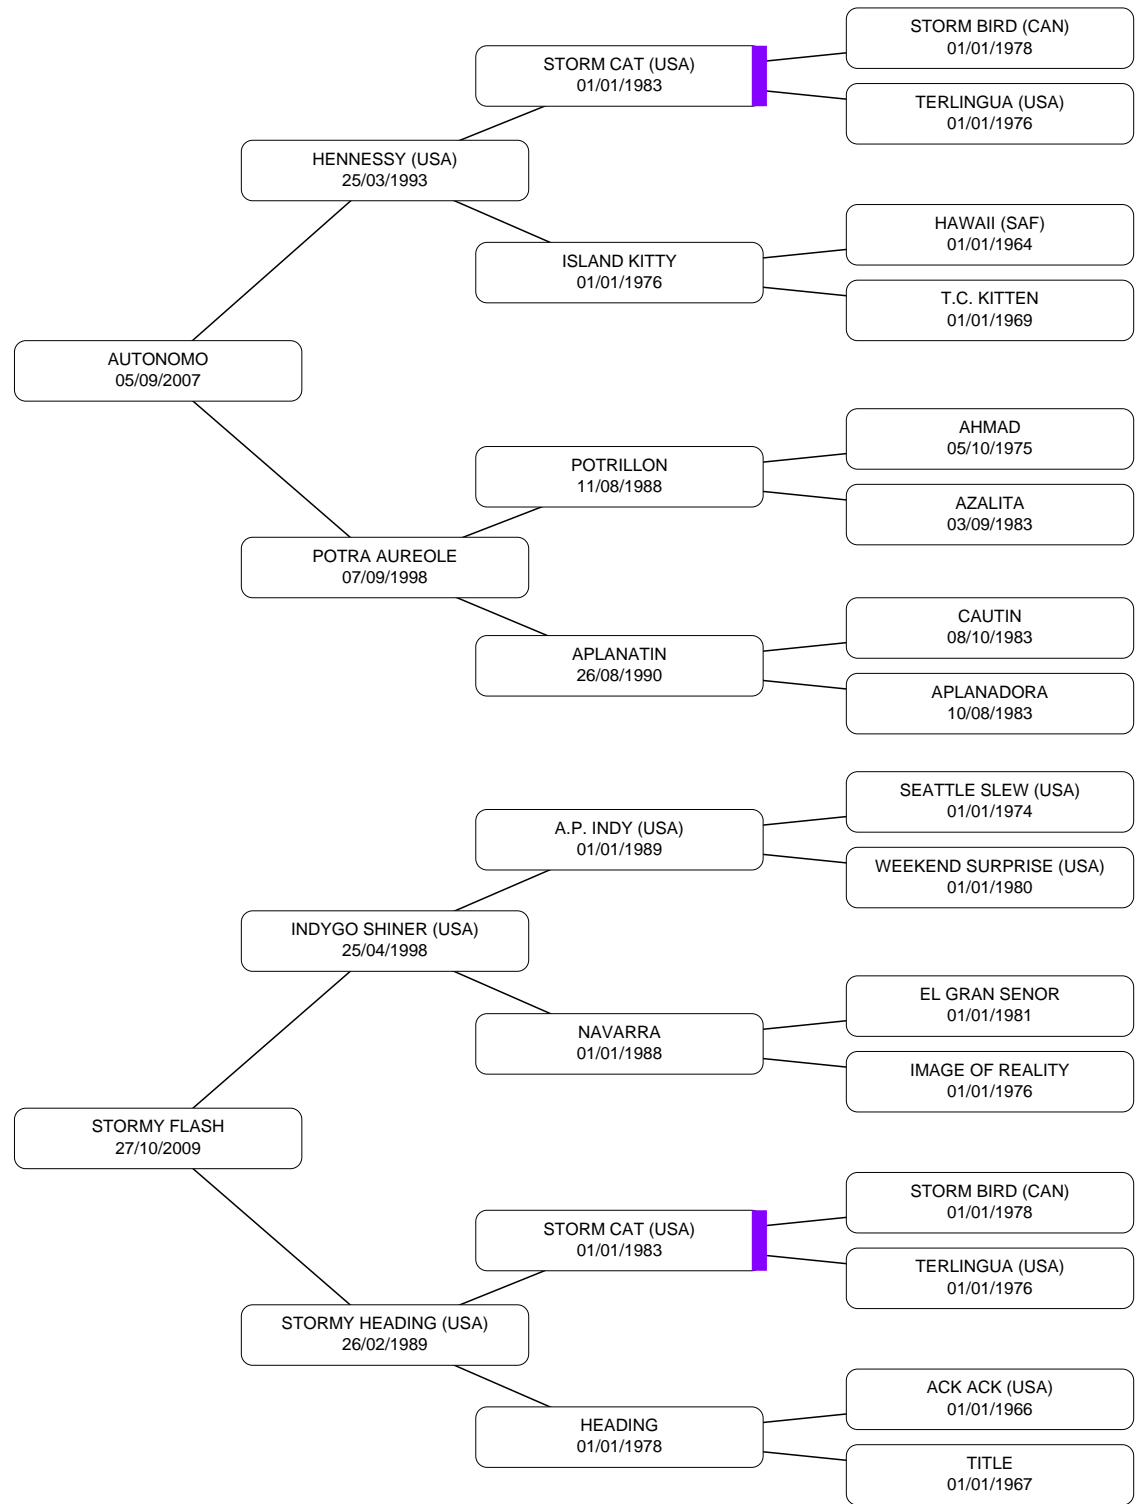 STORM BIRD (CAN)
01/01/1978
STORM CAT (USA)
01/01/1983
TERLINGUA (USA)
01/01/1976
HENNESSY (USA)
25/03/1993
HAWAII (SAF)
01/01/1964
ISLAND KITTY
01/01/1976
T.C. KITTEN
01/01/1969
AUTONOMO
05/09/2007
AHMAD
05/10/1975
POTRILLON
11/08/1988
AZALITA
03/09/1983
POTRA AUREOLE
07/09/1998
CAUTIN
08/10/1983
APLANATIN
26/08/1990
APLANADORA
10/08/1983
SEATTLE SLEW (USA)
01/01/1974
A.P. INDY (USA)
01/01/1989
WEEKEND SURPRISE (USA)
01/01/1980
INDYGO SHINER (USA)
25/04/1998
EL GRAN SENOR
01/01/1981
NAVARRA
01/01/1988
IMAGE OF REALITY
01/01/1976
STORMY FLASH
27/10/2009
STORM BIRD (CAN)
01/01/1978
STORM CAT (USA)
01/01/1983
TERLINGUA (USA)
01/01/1976
STORMY HEADING (USA)
26/02/1989
ACK ACK (USA)
01/01/1966
HEADING
01/01/1978
TITLE
01/01/1967